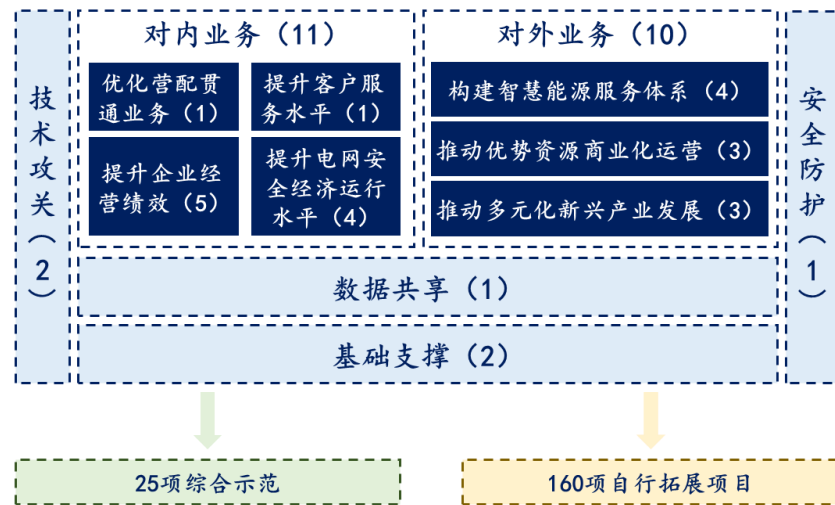 技术攻关（2）
对内业务（11）
优化营配贯
通业务（1）
提升客户服
务水平（1）
提升企业经
营绩效（5）
提升电网安
全经济运行
水平（4）
对外业务（10）
构建智慧能源服务体系（4）
推动优势资源商业化运营（3）
推动多元化新兴产业发展（3）
安全防护（1）
数据共享（1）
基础支撑（2）
25项综合示范
160项自行拓展项目